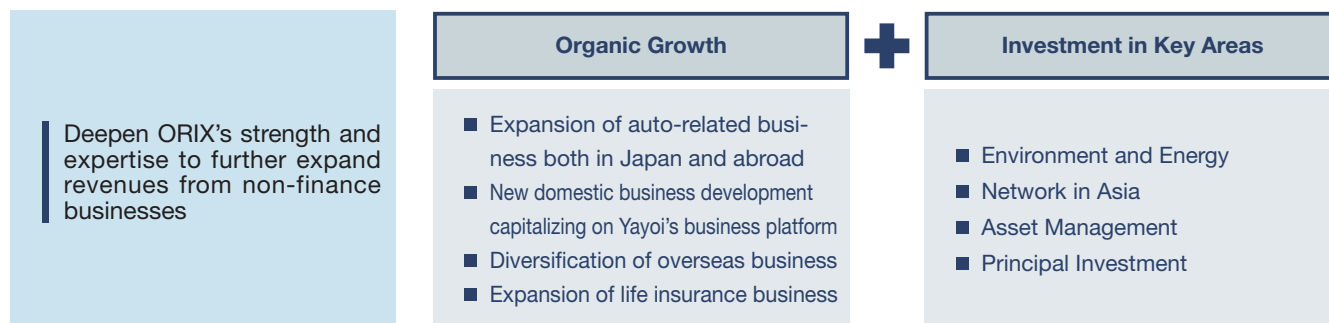 Deepen ORIX's strength and
expertise to further expand
revenues from non-finance
businesses
Organic Growth
Expansion of auto-related busi-
ness both in Japan and abroad
New domestic business development
capitalizing on Yayoi's business platform
Diversification of overseas business
Expansion of life insurance business
Investment in Key Areas
Environment and Energy
Network in Asia
Asset Management
Principal Investment